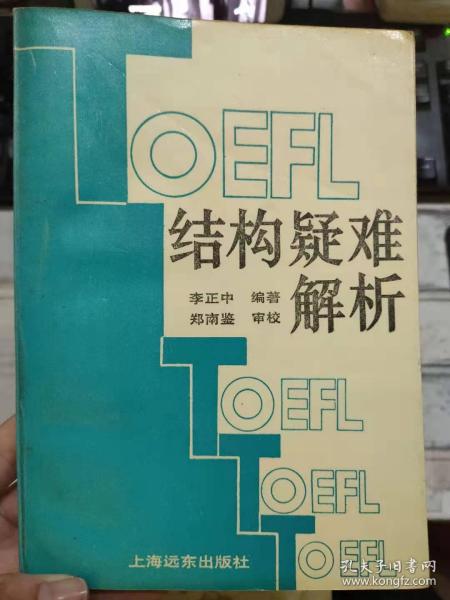 TOEFL
结构疑难
解析
李正中 编著
郑南鉴 审校
TOEFL
TOEFL
TOEFL
上海远东出版社
孔夫子旧书网
www.kongfz.com